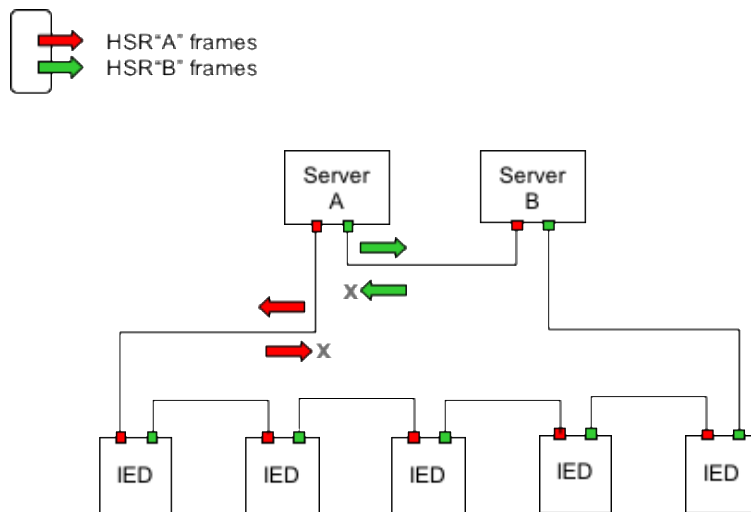 HSR“A” frames
HSR“B” frames
Server
A
Server
B
X
X
IED
IED
IED
IED
IED